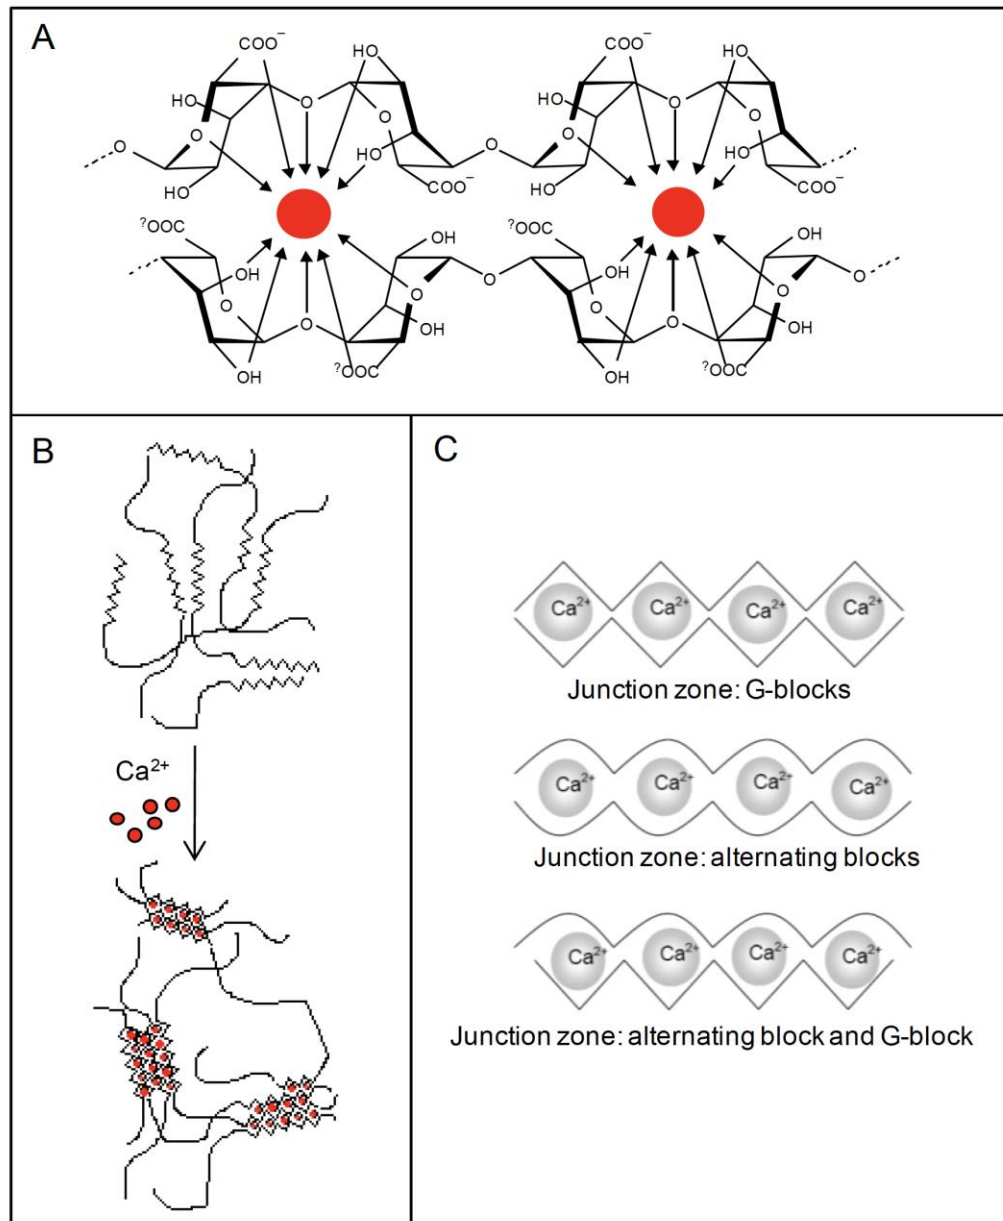 A
COO⁻ HO COO⁻ HO
HO O O HO O O
O O
O HO O HO
HO COO⁻ HO COO⁻
?OOC OH ?OOC OH
OH O OH O
O O O O
O OH O OH
OH ?OOC OH ?OOC
B
Ca²⁺
C
Ca²⁺ Ca²⁺ Ca²⁺ Ca²⁺
Junction zone: G-blocks
Ca²⁺ Ca²⁺ Ca²⁺ Ca²⁺
Junction zone: alternating blocks
Ca²⁺ Ca²⁺ Ca²⁺ Ca²⁺
Junction zone: alternating block and G-block